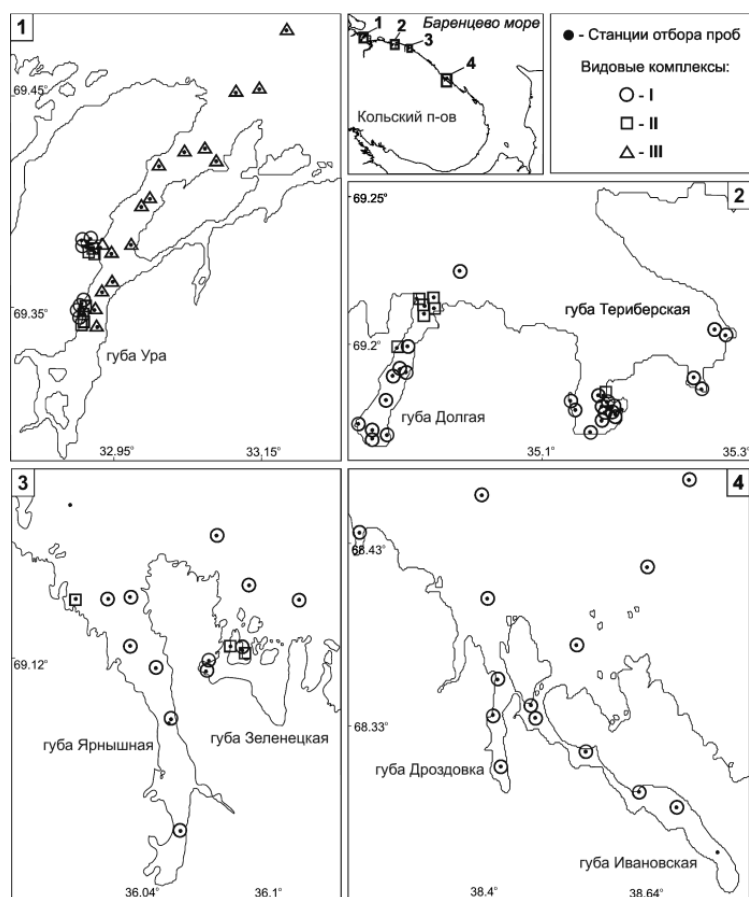 1
69.45°
69.35°
губа Ура
32.95°
33.15°
Баренцево море
1
2
3
4
Кольский п-ов
- Станции отбора проб
Видовые комплексы:
- I
- II
- III
2
69.25°
69.2°
губа Териберская
губа Долгая
35.1°
35.3°
3
69.12°
губа Ярнышная
губа Зеленецкая
36.04°
36.1°
4
68.43°
68.33°
губа Дроздовка
губа Ивановская
38.4°
38.64°